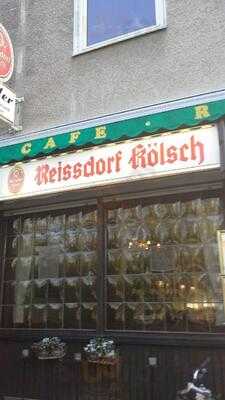 CAFE · R
Reissdorf Kölsch